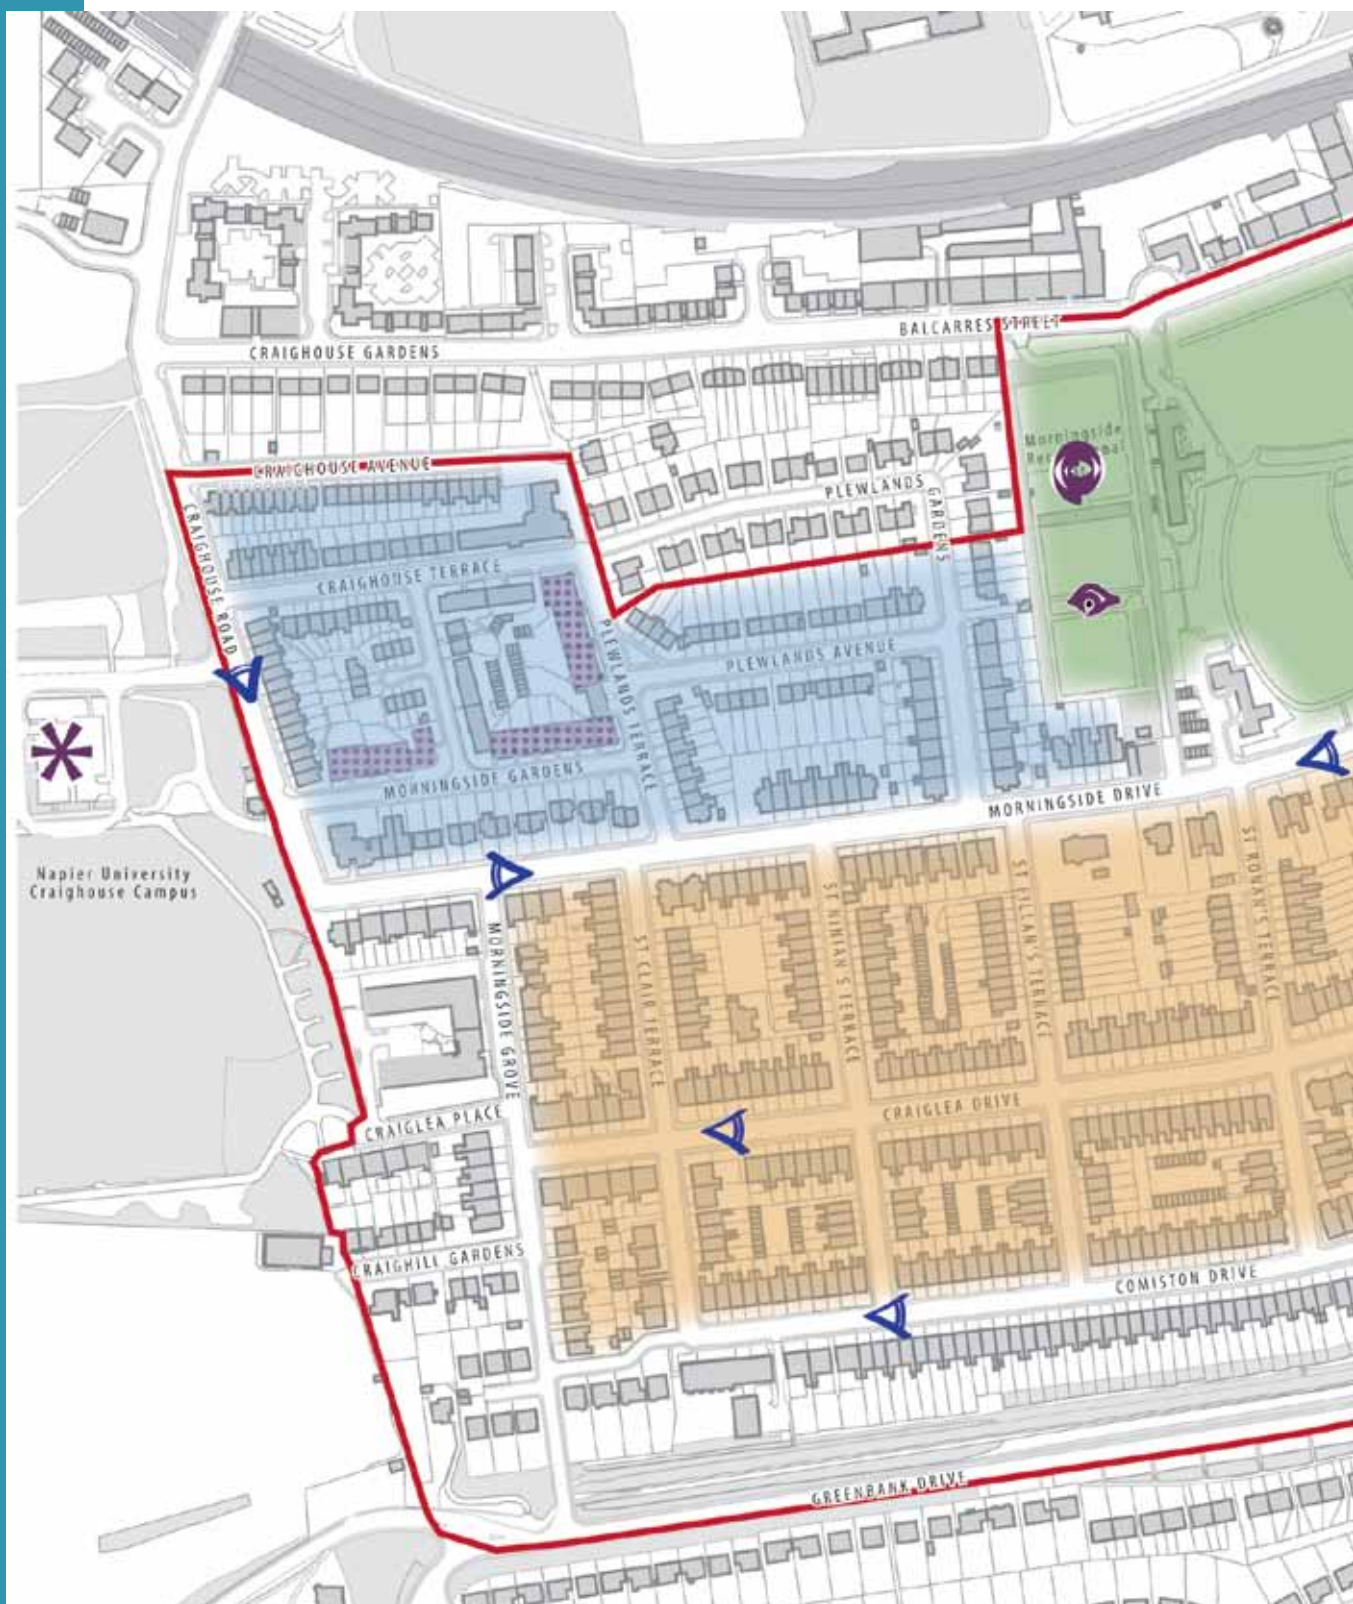 BALCARRES STREET
CRAIGHOUSE GARDENS
CRAIGHOUSE AVENUE
Morningside
PLEWLANDS
GARDENS
CRAIGHOUSE ROAD
CRAIGHOUSE TERRACE
PLEWLANDS TERRACE
PLEWLANDS AVENUE
MORNINGSIDE GARDENS
MORNINGSIDE DRIVE
Napier University
Craighouse Campus
MORNINGSIDE GROVE
ST CLAIR TERRACE
ST NINIAN'S TERRACE
ST FILLAN'S TERRACE
ST RONAN'S TERRACE
CRAIGLEA PLACE
CRAIGLEA DRIVE
CRAIGHILL GARDENS
COMISTON DRIVE
GREENBANK DRIVE